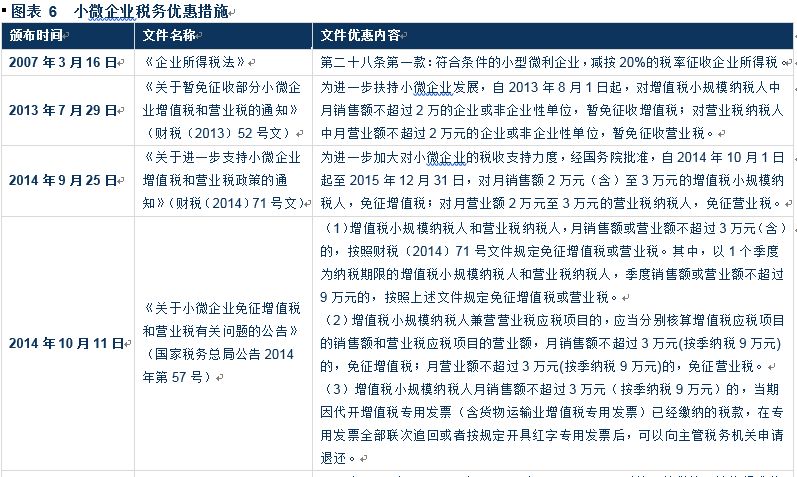 图表 6 小微企业税务优惠措施
颁布时间 文件名称 文件优惠内容
2007 年 3 月 16 日 《企业所得税法》 第二十八条第一款：符合条件的小型微利企业，减按 20%的税率征收企业所得税。
2013 年 7 月 29 日
《关于暂免征收部分小微企
业增值税和营业税的通知》
（财税（2013）52 号文）
为进一步扶持小微企业发展，自 2013 年 8 月 1 日起，对增值税小规模纳税人中
月销售额不超过 2 万的企业或非企业性单位，暂免征收增值税；对营业税纳税人
中月营业额不超过 2 万元的企业或非企业性单位，暂免征收营业税。
2014 年 9 月 25 日
《关于进一步支持小微企业
增值税和营业税政策的通
知》（财税（2014）71 号文）
为进一步加大对小微企业的税收支持力度，经国务院批准，自 2014 年 10 月 1 日
起至 2015 年 12 月 31 日，对月销售额 2 万元（含）至 3 万元的增值税小规模纳
税人，免征增值税；对月营业额 2 万元至 3 万元的营业税纳税人，免征营业税。
2014 年 10 月 11 日
《关于小微企业免征增值税
和营业税有关问题的公告》
（国家税务总局公告 2014
年第 57 号）
（1）增值税小规模纳税人和营业税纳税人，月销售额或营业额不超过 3 万元（含）
的，按照财税（2014）71 号文件规定免征增值税或营业税。其中，以 1 个季度
为纳税期限的增值税小规模纳税人和营业税纳税人，季度销售额或营业额不超过
9 万元的，按照上述文件规定免征增值税或营业税。
（2）增值税小规模纳税人兼营营业税应税项目的，应当分别核算增值税应税项目
的销售额和营业税应税项目的营业额，月销售额不超过 3 万元(按季纳税 9 万元)
的，免征增值税；月营业额不超过 3 万元(按季纳税 9 万元)的，免征营业税。
（3）增值税小规模纳税人月销售额不超过 3 万元（按季纳税 9 万元）的，当期
因代开增值税专用发票（含货物运输业增值税专用发票）已经缴纳的税款，在专
用发票全部联次追回或者按规定开具红字专用发票后，可以向主管税务机关申请
退还。